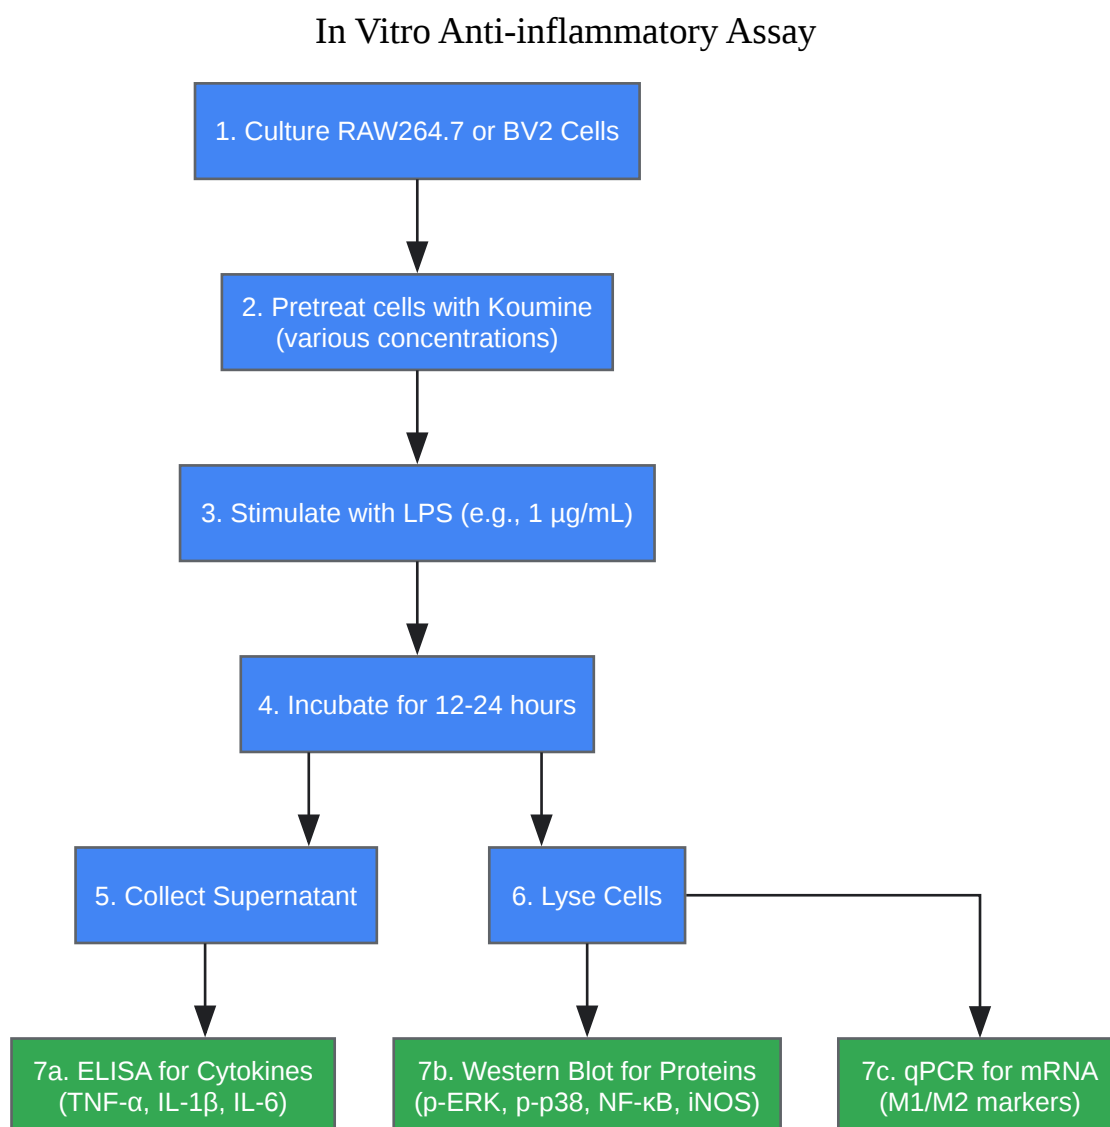 In Vitro Anti-inflammatory Assay
1. Culture RAW264.7 or BV2 Cells
2. Pretreat cells with Koumine
(various concentrations)
3. Stimulate with LPS (e.g., 1 µg/mL)
4. Incubate for 12-24 hours
5. Collect Supernatant
6. Lyse Cells
7a. ELISA for Cytokines
(TNF-α, IL-1β, IL-6)
7b. Western Blot for Proteins
(p-ERK, p-p38, NF-κB, iNOS)
7c. qPCR for mRNA
(M1/M2 markers)